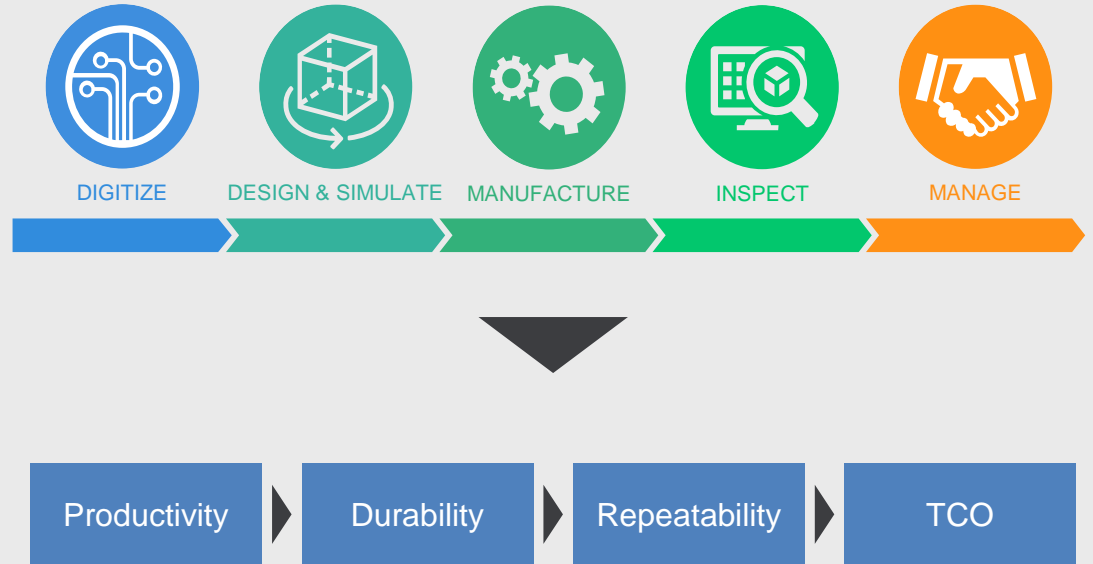 DIGITIZE
DESIGN & SIMULATE
MANUFACTURE
INSPECT
MANAGE
Productivity
Durability
Repeatability
TCO